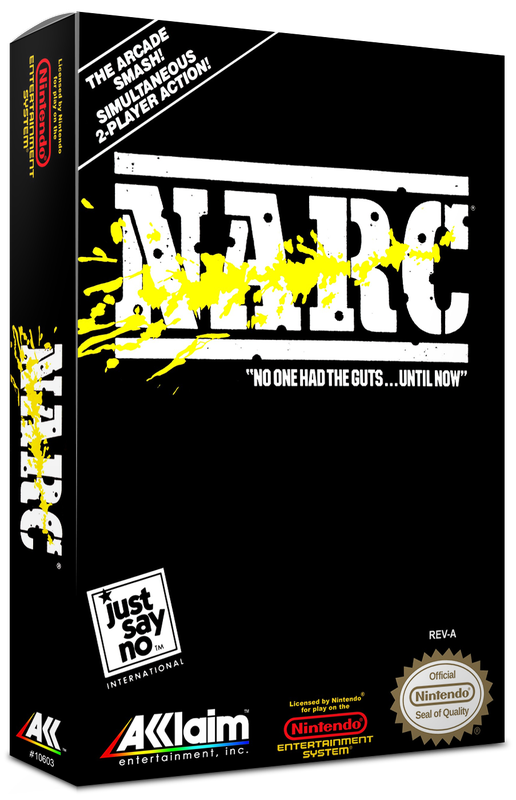 THE ARCADE
SMASH!
SIMULTANEOUS
2-PLAYER ACTION!
NARC®
"NO ONE HAD THE GUTS...UNTIL NOW"
just
say
no™
INTERNATIONAL
AKKlaim™
entertainment, inc.
Licensed by Nintendo®
for play on the
Nintendo®
ENTERTAINMENT
SYSTEM®
REV-A
Official
Nintendo®
Seal of Quality
®
Licensed by Nintendo
for play on the
Nintendo®
ENTERTAINMENT
SYSTEM®
NARC®
#10603